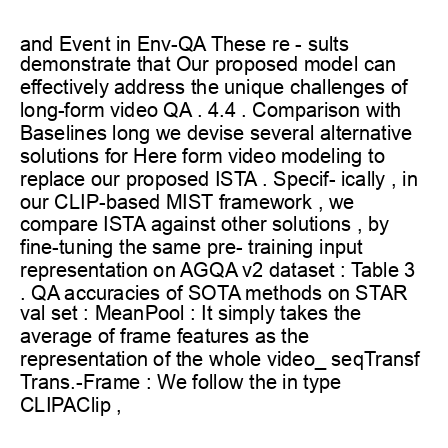 and Event in Env-QA These re - sults
demonstrate that Our proposed model can
effectively address the unique challenges of
long-form video QA . 4.4 . Comparison with
Baselines long we devise several alternative
solutions for Here form video modeling to
replace our proposed ISTA . Specif- ically , in
our CLIP-based MIST framework , we
compare ISTA against other solutions , by
fine-tuning the same pre- training input
representation on AGQA v2 dataset : Table 3
. QA accuracies of SOTA methods on STAR
val set : MeanPool : It simply takes the
average of frame features as the
representation of the whole video_ seqTransf
Trans.-Frame : We follow the in type
CLIPAClip ,